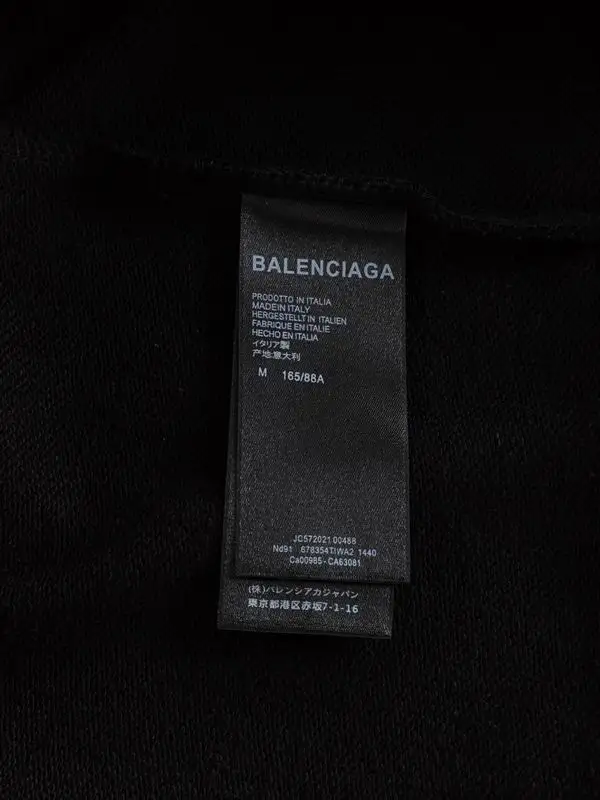 BALENCIAGA
PRODOTTO IN ITALIA
MADE IN ITALY
HERGESTELLT IN ITALIEN
FABRIQUE EN ITALIE
HECHO EN ITALIA
イタリア製
产地:意大利
M 165/88A
JC572021 00488
Nd91 678354TIWA2 1440
Ca00985-CA63081
(株)バレンシアガジャパン
東京都港区赤坂7-1-16